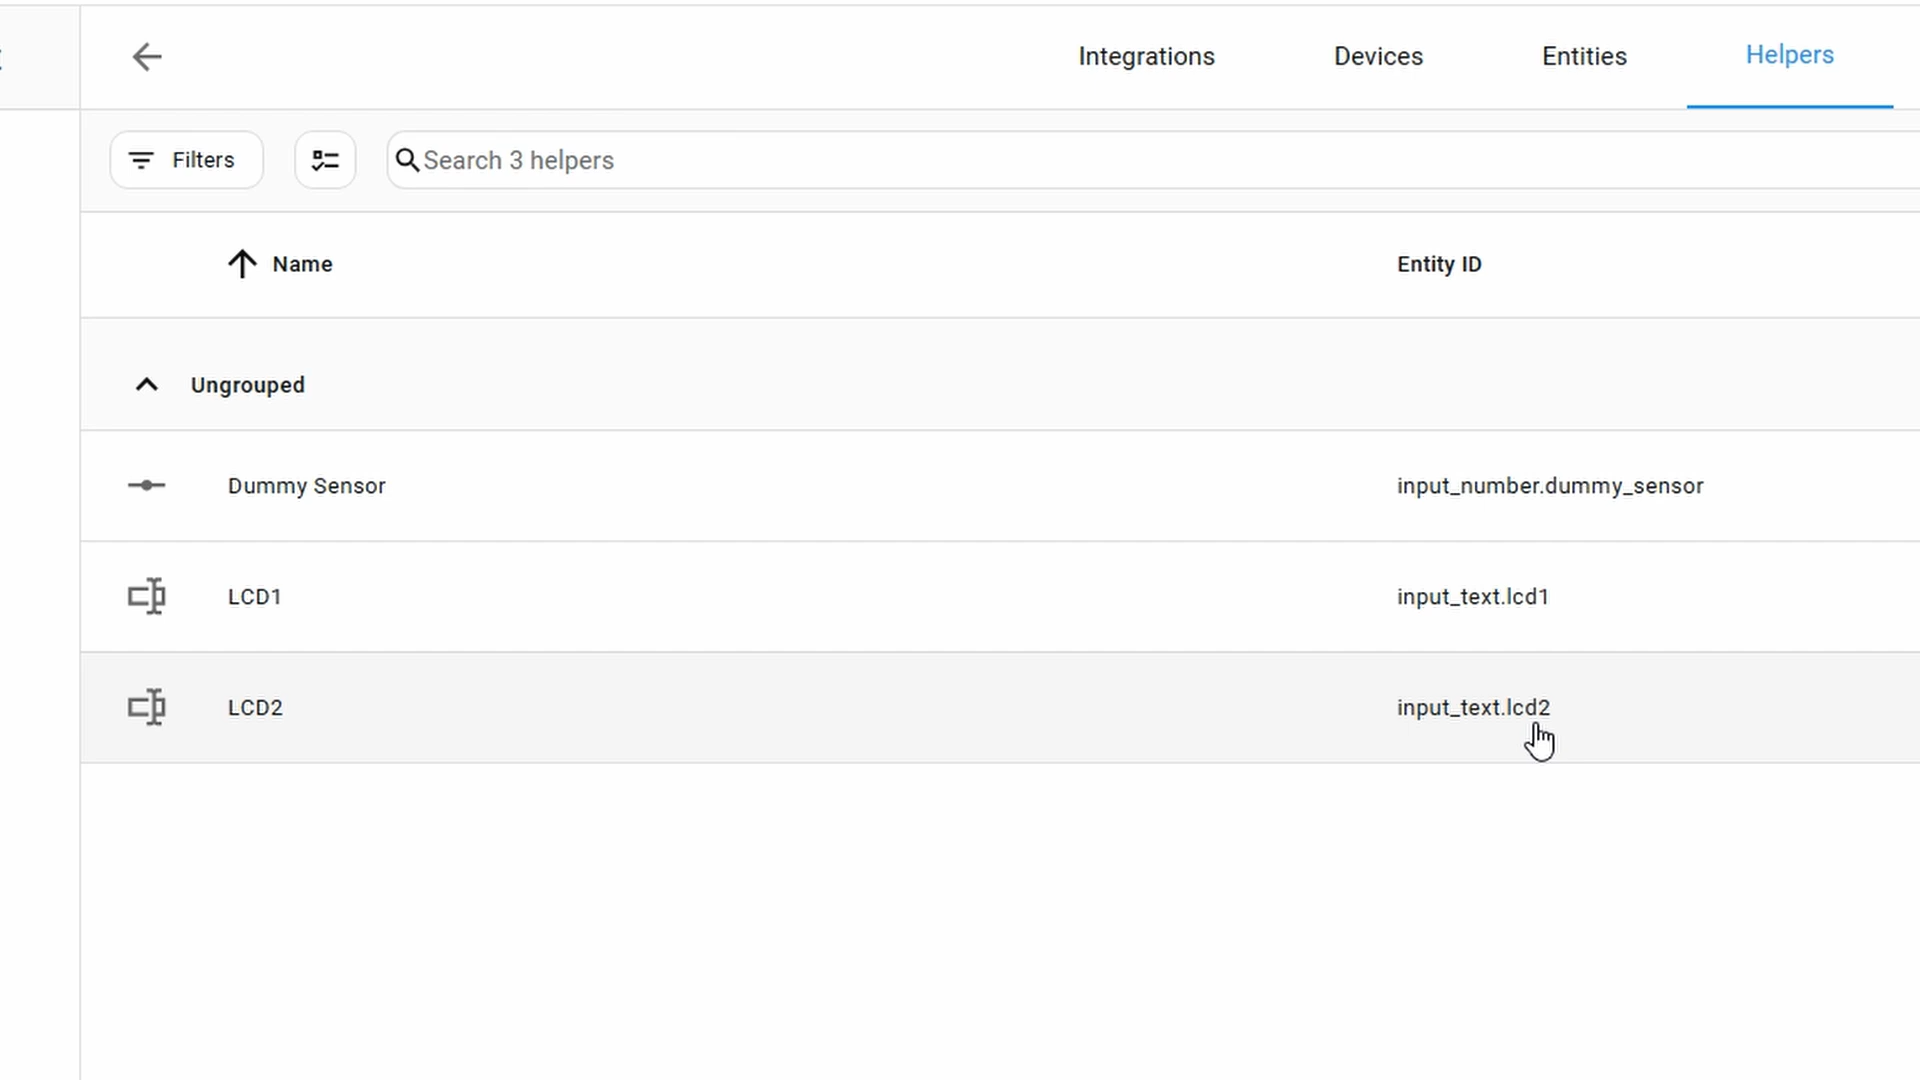 Integrations Devices Entities Helpers
Filters Search 3 helpers
Name Entity ID
Ungrouped
Dummy Sensor input_number.dummy_sensor
LCD1 input_text.lcd1
LCD2 input_text.lcd2